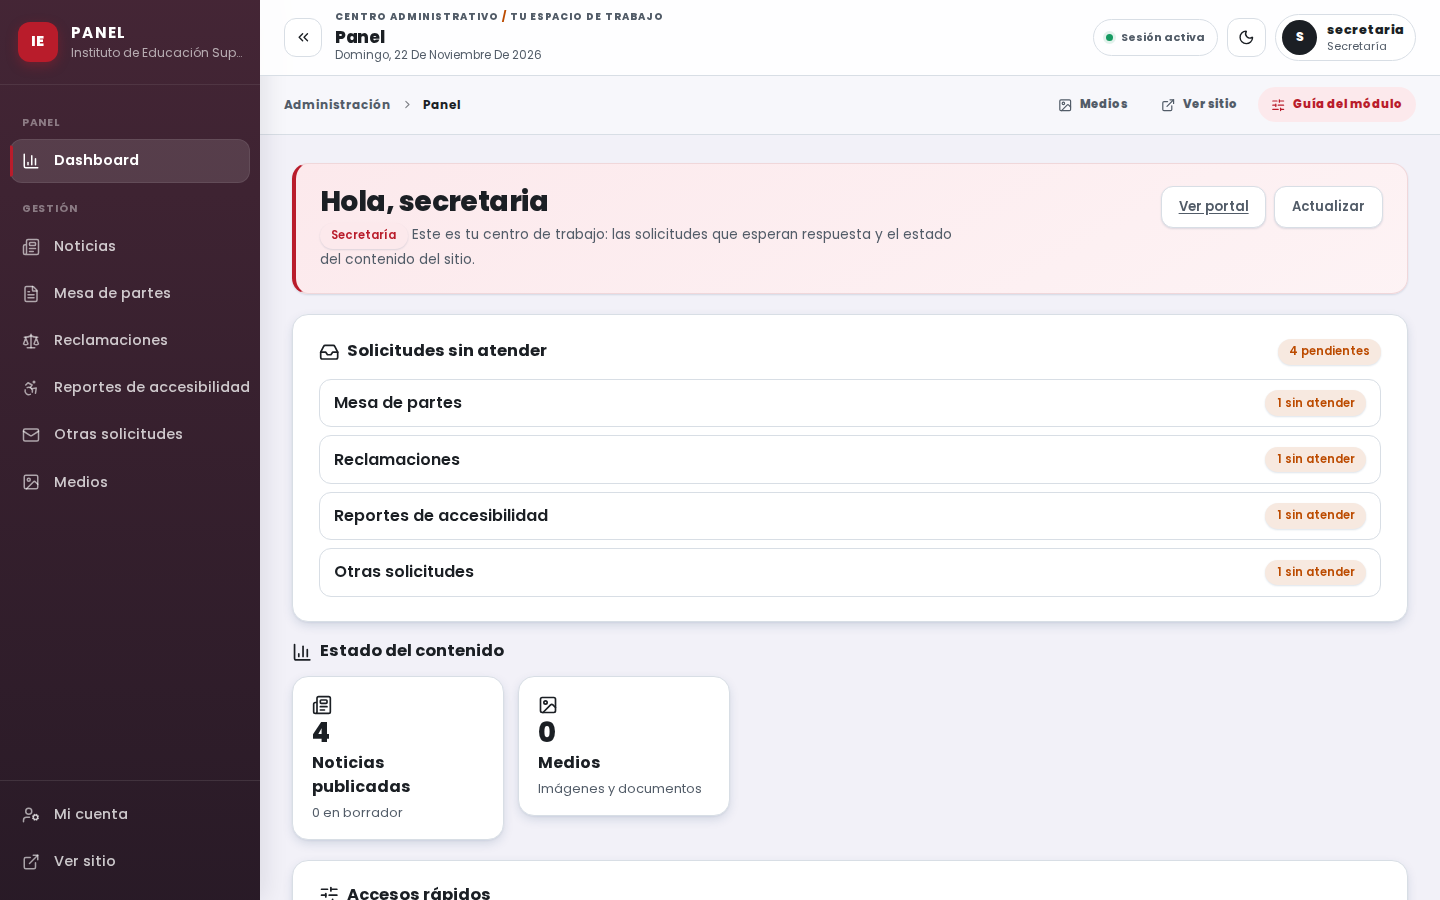 IE
PANEL
Instituto de Educación Sup...
PANEL
Dashboard
GESTIÓN
Noticias
Mesa de partes
Reclamaciones
Reportes de accesibilidad
Otras solicitudes
Medios
Mi cuenta
Ver sitio
CENTRO ADMINISTRATIVO / TU ESPACIO DE TRABAJO
Panel
Domingo, 22 De Noviembre De 2026
Sesión activa
S
secretaria
Secretaría
Administración > Panel
Medios
Ver sitio
Guía del módulo
Hola, secretaria
Secretaría Este es tu centro de trabajo: las solicitudes que esperan respuesta y el estado
del contenido del sitio.
Ver portal
Actualizar
Solicitudes sin atender
4 pendientes
Mesa de partes
1 sin atender
Reclamaciones
1 sin atender
Reportes de accesibilidad
1 sin atender
Otras solicitudes
1 sin atender
Estado del contenido
4
Noticias
publicadas
0 en borrador
0
Medios
Imágenes y documentos
Accesos rápidos